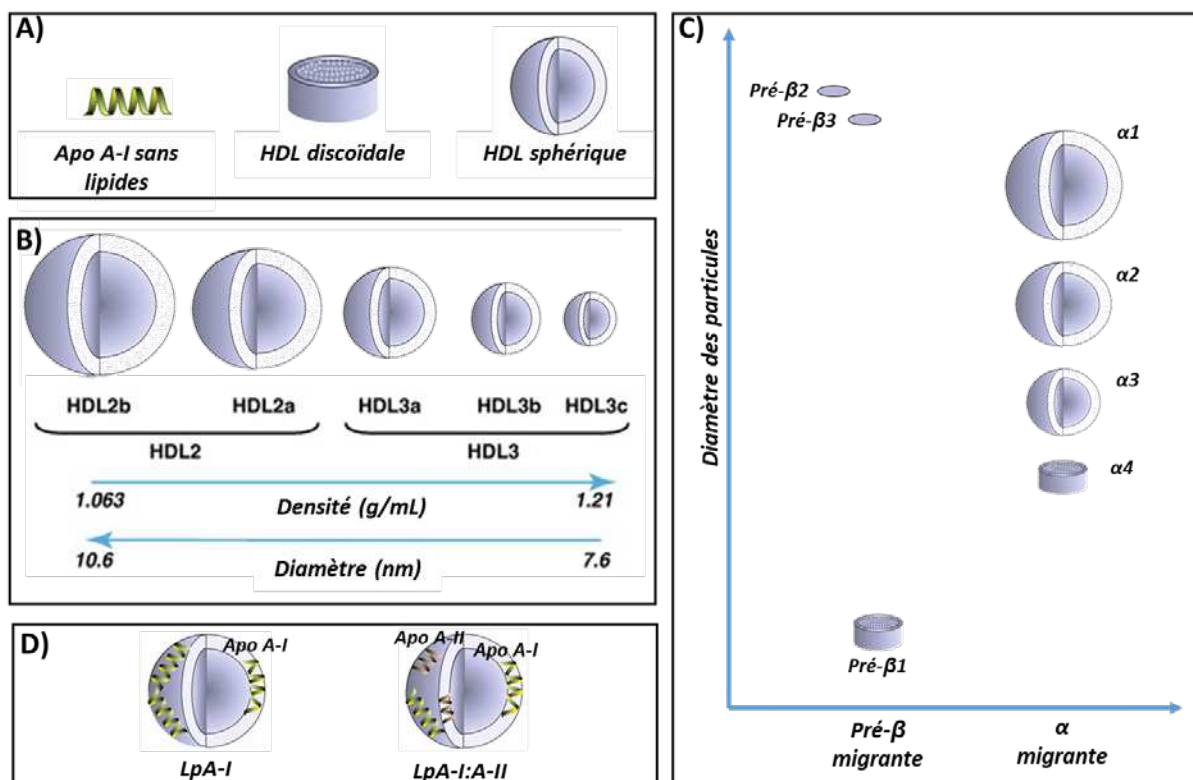 A)
Apo A-I sans
lipides
HDL discoïdale
HDL sphérique
B)
HDL2b
HDL2a
HDL3a
HDL3b
HDL3c
HDL2
HDL3
1.063
Densité (g/mL)
1.21
10.6
Diamètre (nm)
7.6
D)
Apo A-I
LpA-I
Apo A-II
Apo A-I
LpA-I:A-II
C)
Diamètre des particules
Pré-β2
Pré-β3
α1
α2
α3
α4
Pré-β1
Pré-β
migrante
α
migrante